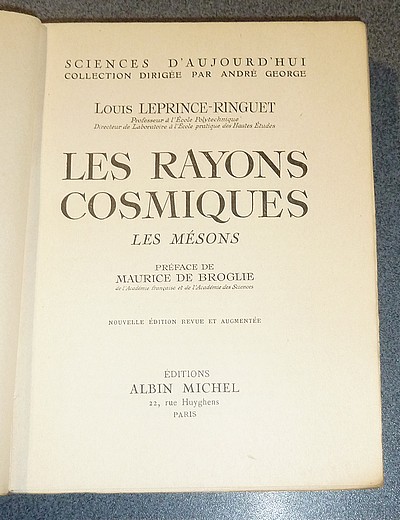 SCIENCES D'AUJOURD'HUI
COLLECTION DIRIGÉE PAR ANDRÉ GEORGE
LOUIS LEPRINCE-RINGUET
Professeur à l'École Polytechnique
Directeur de Laboratoire à l'École pratique des Hautes Études
LES RAYONS
COSMIQUES
LES MÉSONS
PRÉFACE DE
MAURICE DE BROGLIE
de l'Académie française et de l'Académie des Sciences
NOUVELLE ÉDITION REVUE ET AUGMENTÉE
ÉDITIONS
ALBIN MICHEL
22, rue Huyghens
PARIS